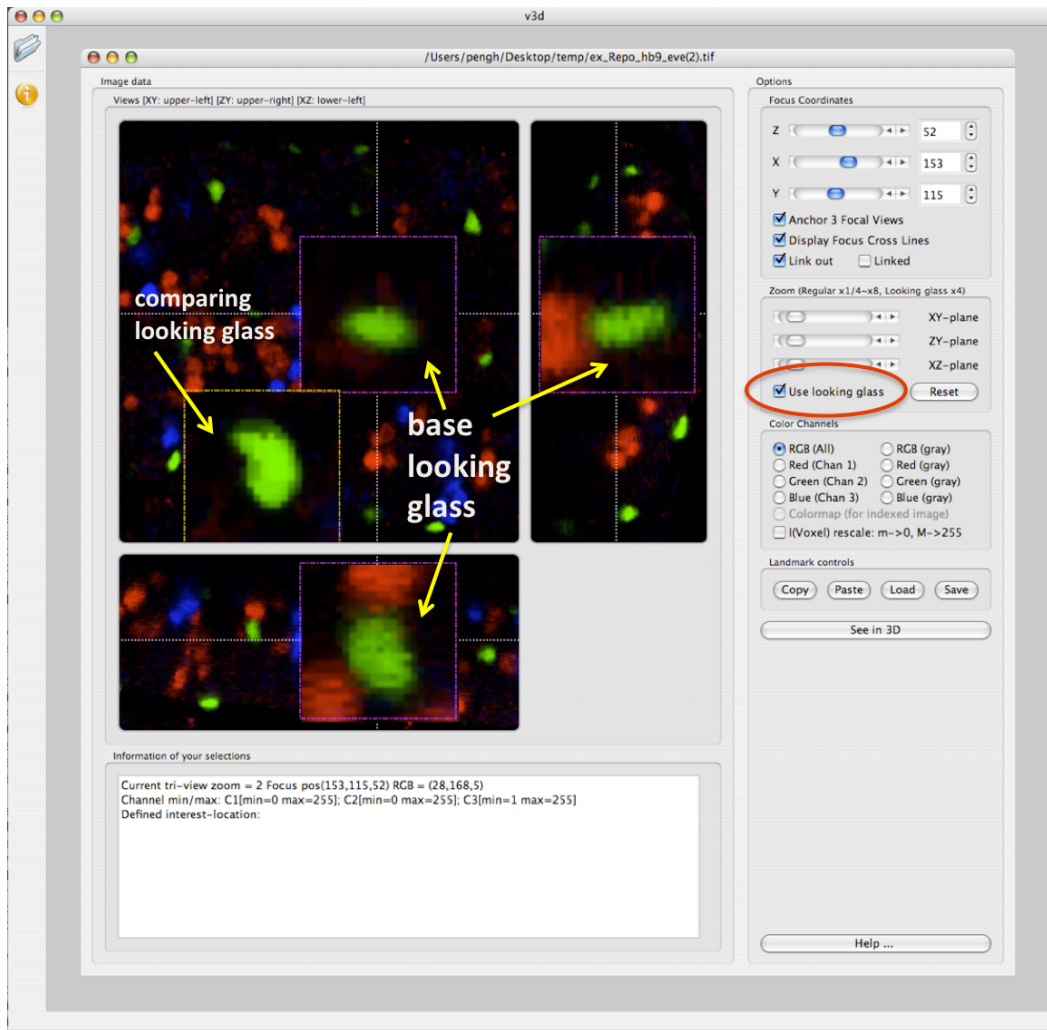 v3d
/Users/pengh/Desktop/temp/ex_Repo_hb9_eve(2).tif
Image data
Views [XY: upper-left] [ZY: upper-right] [XZ: lower-left]
comparing
looking glass
base
looking
glass
Information of your selections
Current tri-view zoom = 2 Focus pos(153,115,52) RGB = (28,168,5)
Channel min/max: C1[min=0 max=255]; C2[min=0 max=255]; C3[min=1 max=255]
Defined interest-location:
Options
Focus Coordinates
Z 52
X 153
Y 115
Anchor 3 Focal Views
Display Focus Cross Lines
Link out Linked
Zoom (Regular x1/4~x8, Looking glass x4)
XY-plane
ZY-plane
XZ-plane
Use looking glass Reset
Color Channels
RGB (All) RGB (gray)
Red (Chan 1) Red (gray)
Green (Chan 2) Green (gray)
Blue (Chan 3) Blue (gray)
Colormap (for indexed image)
I(Voxel) rescale: m->0, M->255
Landmark controls
Copy Paste Load Save
See in 3D
Help ...